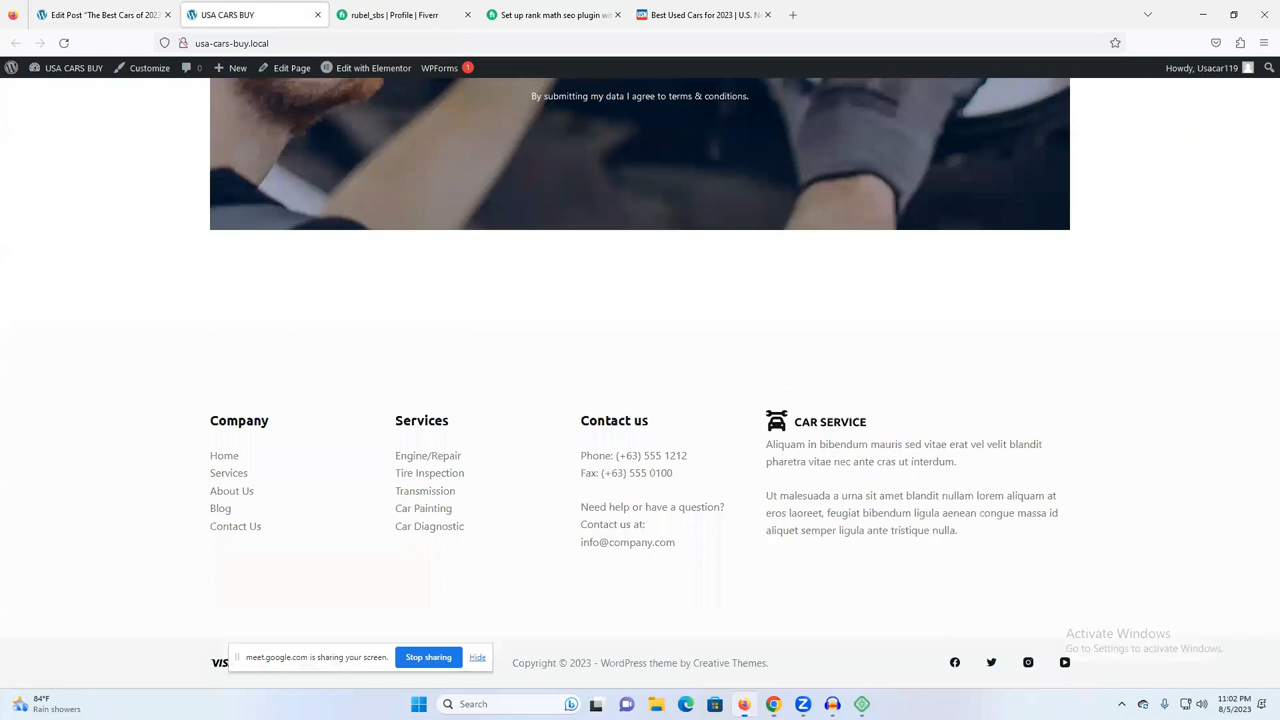 Edit Post "The Best Cars of 2023
USA CARS BUY
rubel_sbs | Profile | Fiverr
Set up rank math seo plugin wi
Best Used Cars for 2023 | U.S. N
usa-cars-buy.local
USA CARS BUY
Customize
0
New
Edit Page
Edit with Elementor
WPForms 1
Howdy, Usacar119
By submitting my data I agree to terms & conditions.
Company
Home
Services
About Us
Blog
Contact Us
Services
Engine/Repair
Tire Inspection
Transmission
Car Painting
Car Diagnostic
Contact us
Phone: (+63) 555 1212
Fax: (+63) 555 0100
Need help or have a question?
Contact us at:
info@company.com
CAR SERVICE
Aliquam in bibendum mauris sed vitae erat vel velit blandit
pharetra vitae nec ante cras ut interdum.
Ut malesuada a urna sit amet blandit nullam lorem aliquam at
eros laoreet, feugiat bibendum ligula aenean congue massa id
aliquet semper ligula ante tristique nulla.
Activate Windows
Go to Settings to activate Windows.
meet.google.com is sharing your screen.
Stop sharing
Hide
Copyright © 2023 - WordPress theme by Creative Themes.
84°F
Rain showers
Search
11:02 PM
8/5/2023